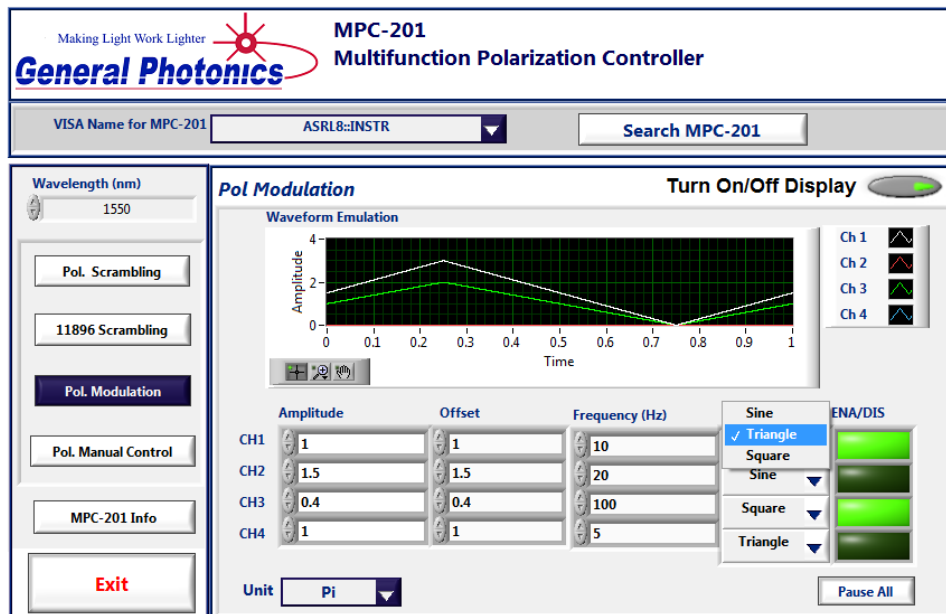 Making Light Work Lighter
General Photonics
MPC-201
Multifunction Polarization Controller
VISA Name for MPC-201 ASRL8::INSTR Search MPC-201
Wavelength (nm)
1550
Pol. Scrambling
11896 Scrambling
Pol. Modulation
Pol. Manual Control
MPC-201 Info
Exit
Pol Modulation Turn On/Off Display
Waveform Emulation
Amplitude
4
2
0
0 0.1 0.2 0.3 0.4 0.5 0.6 0.7 0.8 0.9 1
Time
Ch 1
Ch 2
Ch 3
Ch 4
Amplitude Offset Frequency (Hz) ENA/DIS
Sine
✓ Triangle
Square
CH1 1 1 10
CH2 1.5 1.5 20 Sine
CH3 0.4 0.4 100 Square
CH4 1 1 5 Triangle
Unit Pi Pause All